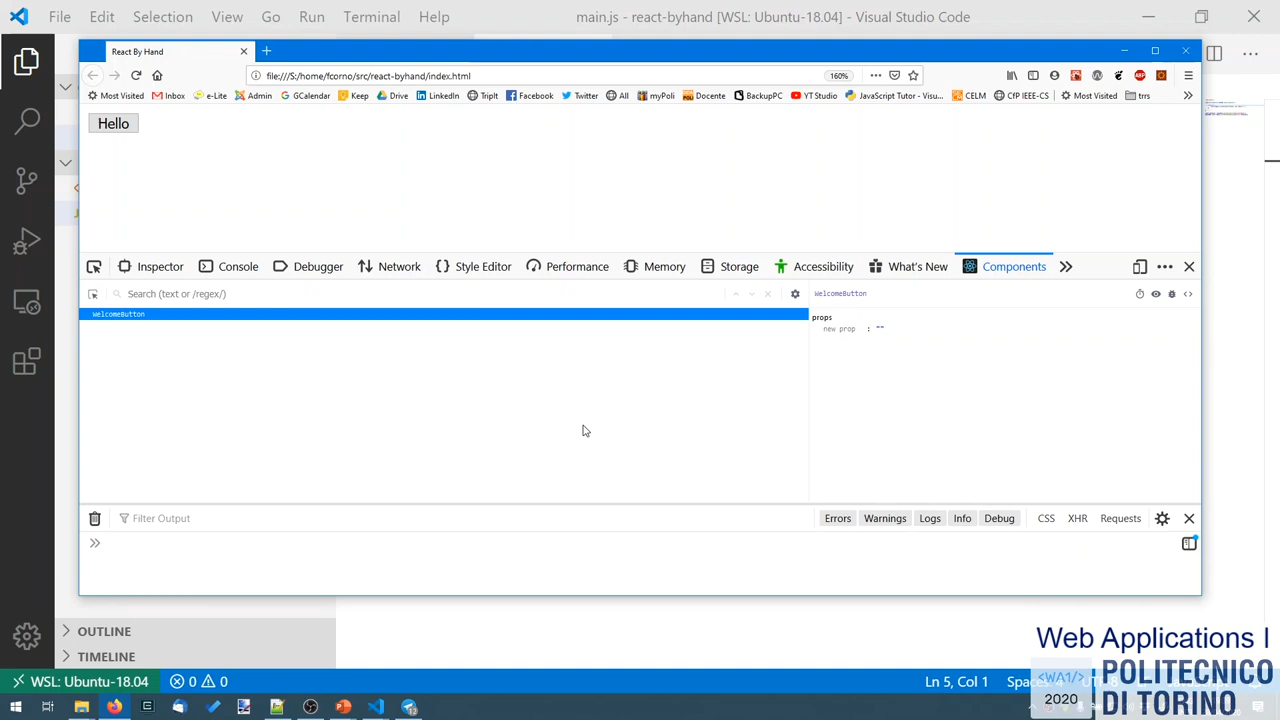 File Edit Selection View Go Run Terminal Help main.js - react-byhand [WSL: Ubuntu-18.04] - Visual Studio Code
React By Hand
file:///S:/home/fcorno/src/react-byhand/index.html 160%
Most Visited Inbox e-Lite Admin GCalendar Keep Drive LinkedIn TripIt Facebook Twitter All myPoli Docente BackupPC YT Studio JavaScript Tutor - Visu... CELM CfP IEEE-CS Most Visited trrs
Hello
Inspector Console Debugger Network Style Editor Performance Memory Storage Accessibility What's New Components
Search (text or /regex/) WelcomeButton
WelcomeButton
props
new prop : ""
Filter Output Errors Warnings Logs Info Debug CSS XHR Requests
OUTLINE
TIMELINE
Web Applications I
WSL: Ubuntu-18.04 0 0 Ln 5, Col 1
<WA1/>
2020
POLITECNICO
DI TORINO